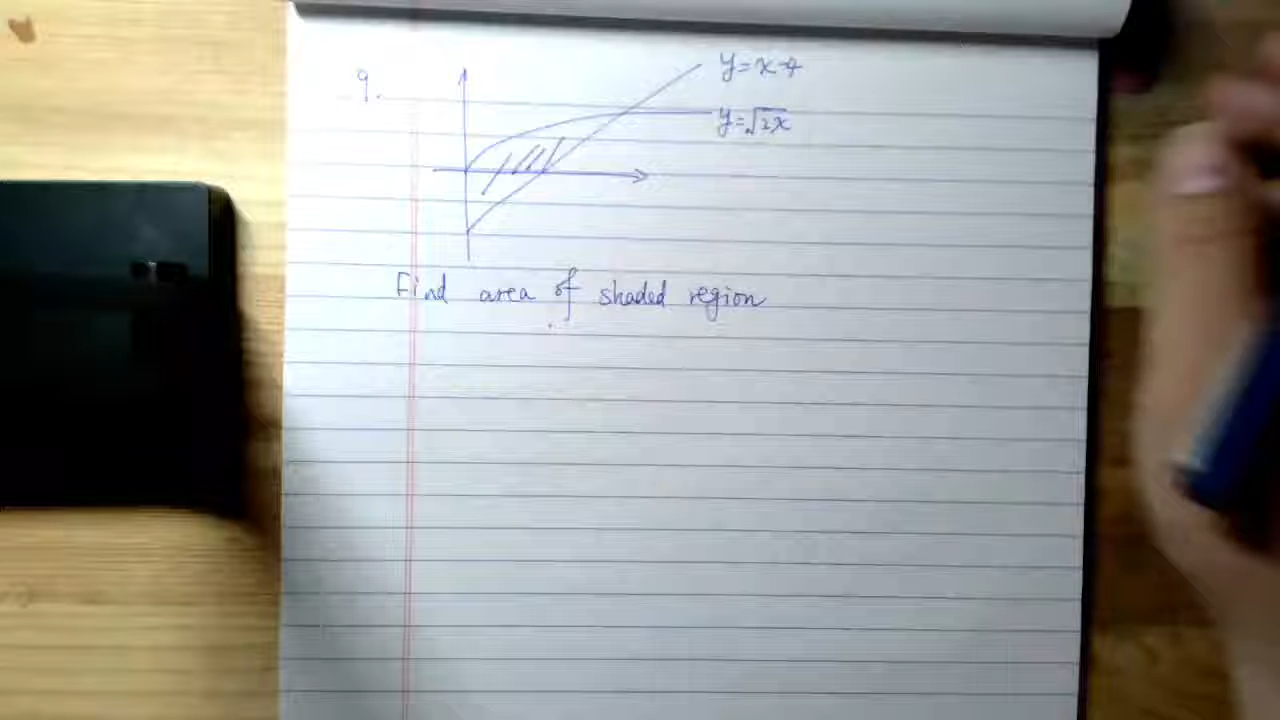 9.
y=x-4
y=√2x
Find area of shaded region